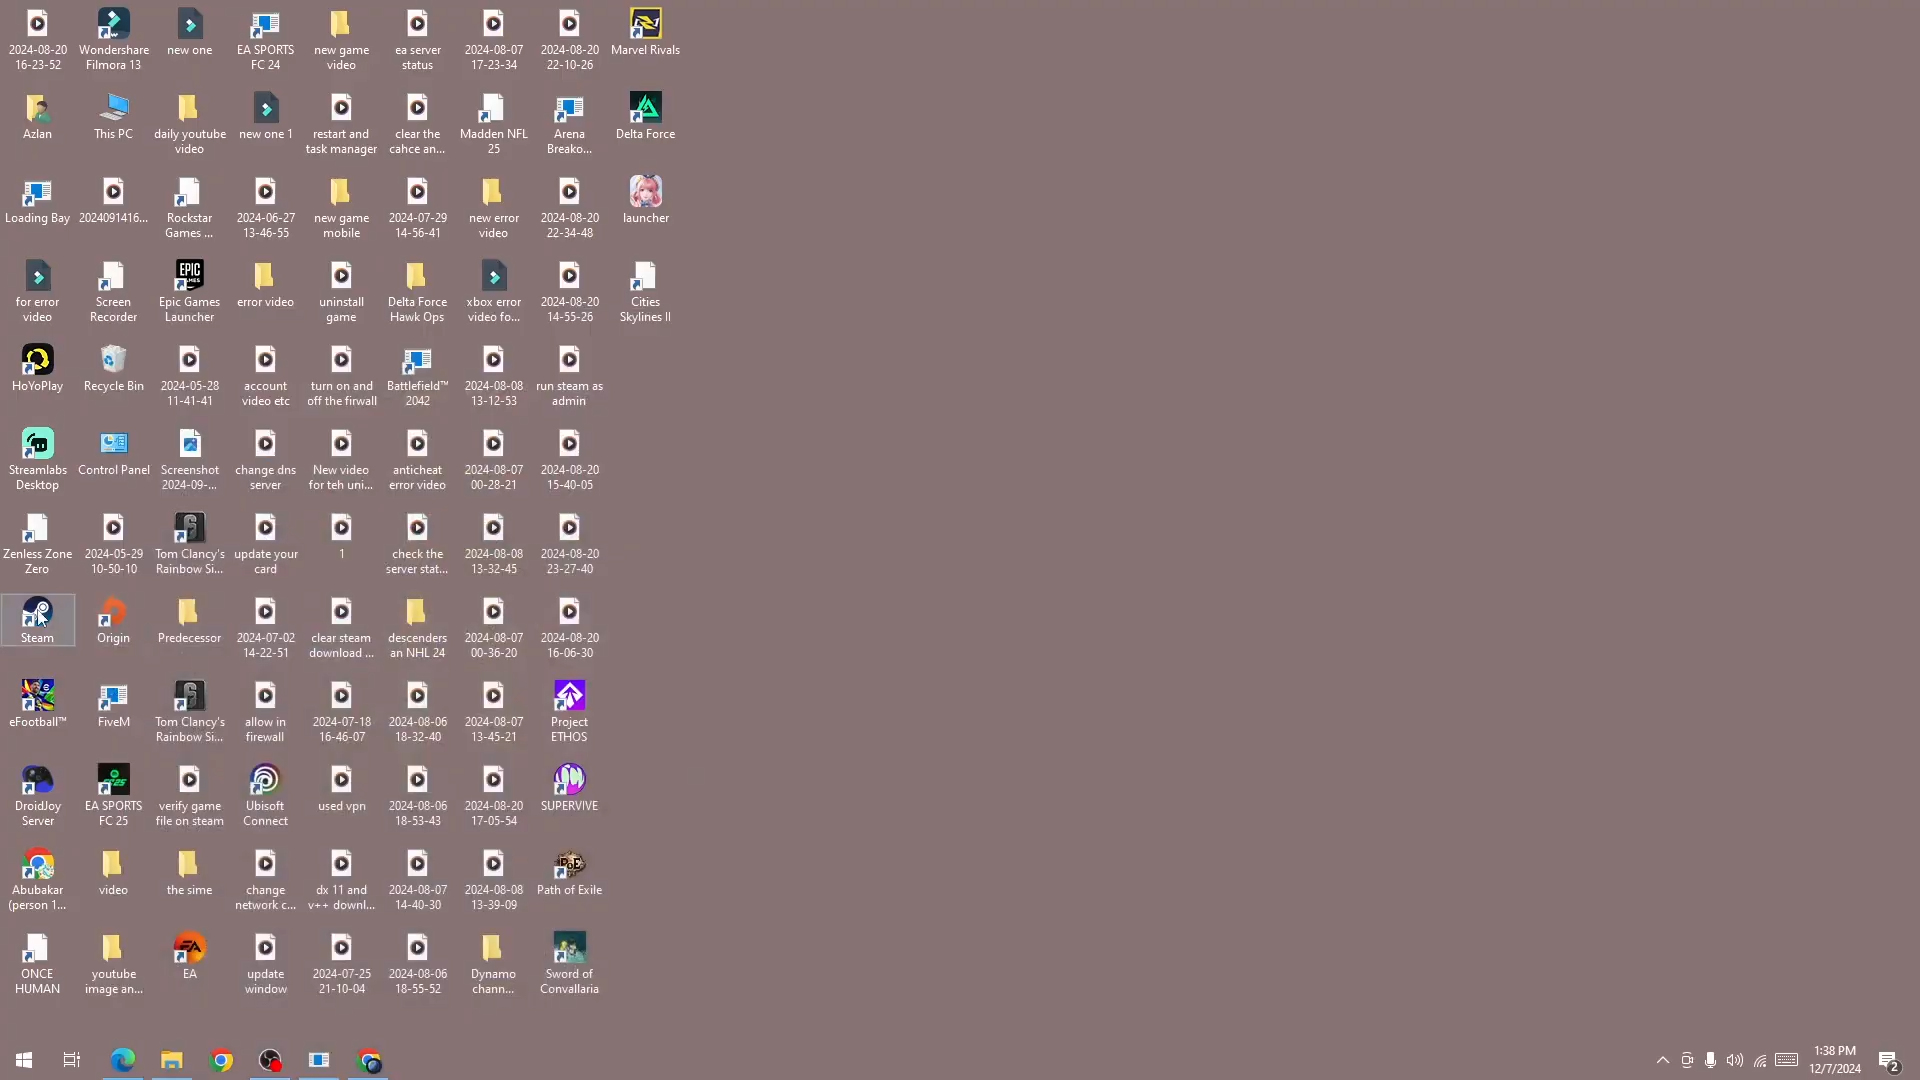 2024-08-20
16-23-52
Wondershare
Filmora 13
new one
EA SPORTS
FC 24
new game
video
ea server
status
2024-08-07
17-23-34
2024-08-20
22-10-26
Marvel Rivals
Azlan
This PC
daily youtube
video
new one 1
restart and
task manager
clear the
cahce an...
Madden NFL
25
Arena
Breako...
Delta Force
Loading Bay
2024091416...
Rockstar
Games ...
2024-06-27
13-46-55
new game
mobile
2024-07-29
14-56-41
new error
video
2024-08-20
22-34-48
launcher
for error
video
Screen
Recorder
EPIC
GAMES
Epic Games
Launcher
error video
uninstall
game
Delta Force
Hawk Ops
xbox error
video fo...
2024-08-20
14-55-26
Cities
Skylines II
HoYoPlay
Recycle Bin
2024-05-28
11-41-41
account
video etc
turn on and
off the firwall
Battlefield™
2042
2024-08-08
13-12-53
run steam as
admin
Streamlabs
Desktop
Control Panel
Screenshot
2024-09-...
change dns
server
New video
for teh uni...
anticheat
error video
2024-08-07
00-28-21
2024-08-20
15-40-05
Zenless Zone
Zero
2024-05-29
10-50-10
Tom Clancy's
Rainbow Si...
update your
card
1
check the
server stat...
2024-08-08
13-32-45
2024-08-20
23-27-40
Steam
Origin
Predecessor
2024-07-02
14-22-51
clear steam
download ...
descenders
an NHL 24
2024-08-07
00-36-20
2024-08-20
16-06-30
eFootball™
FiveM
Tom Clancy's
Rainbow Si...
allow in
firewall
2024-07-18
16-46-07
2024-08-06
18-32-40
2024-08-07
13-45-21
Project
ETHOS
DroidJoy
Server
EA SPORTS
FC 25
verify game
file on steam
Ubisoft
Connect
used vpn
2024-08-06
18-53-43
2024-08-20
17-05-54
SUPERVIVE
Abubakar
(person 1...
video
the sime
change
network c...
dx 11 and
v++ downl...
2024-08-07
14-40-30
2024-08-08
13-39-09
Path of Exile
ONCE
HUMAN
youtube
image an...
EA
update
window
2024-07-25
21-10-04
2024-08-06
18-55-52
Dynamo
chann...
Sword of
Convallaria
1:38 PM
12/7/2024
2